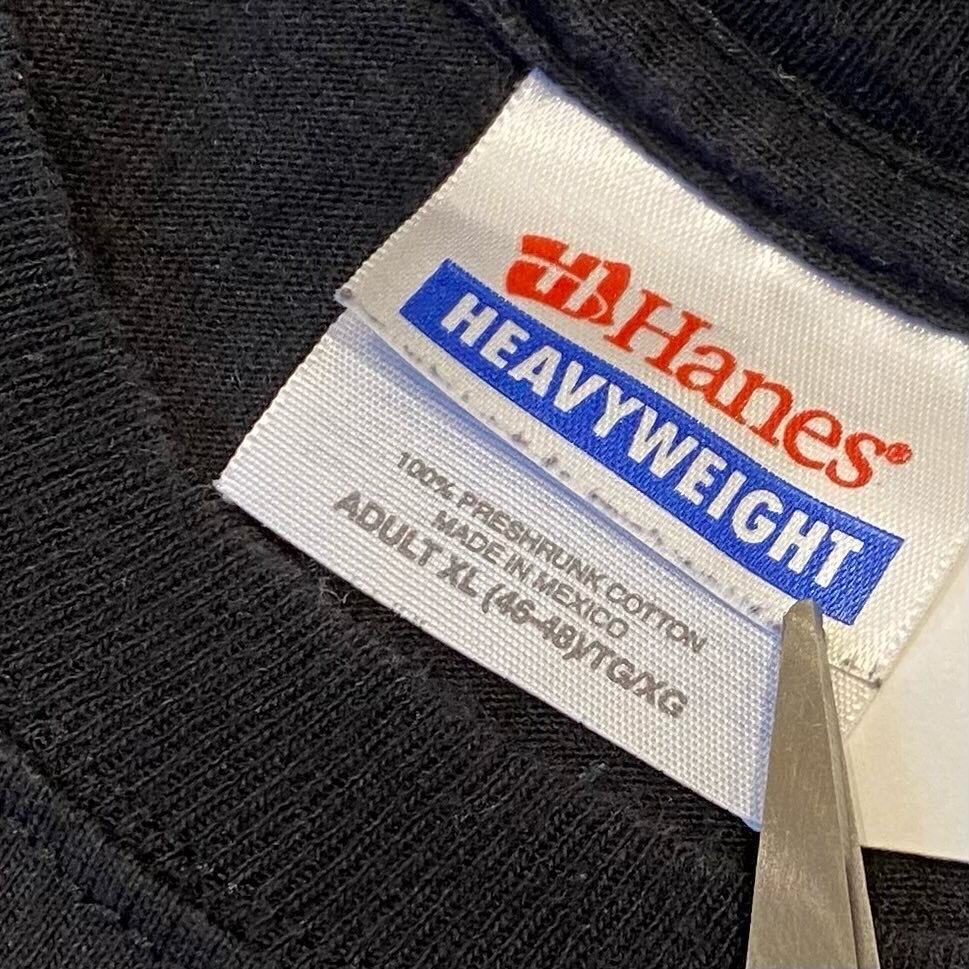 Hanes®
HEAVYWEIGHT
100% PRESHRUNK COTTON
MADE IN MEXICO
ADULT XL (46-48)/TG/XG